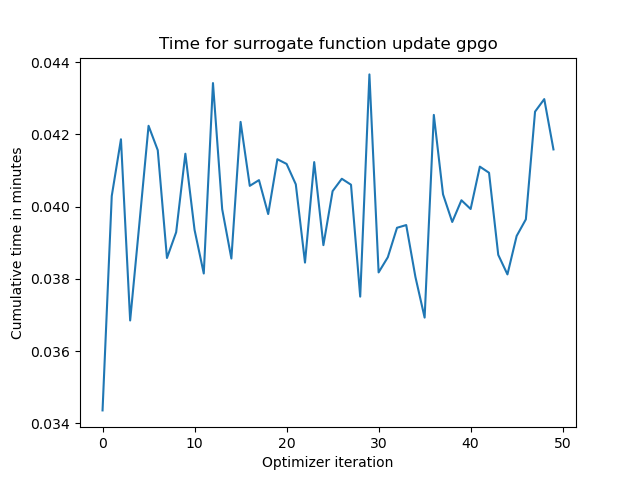 Time for surrogate function update gpgo
0.044
0.042
0.040
0.038
0.036
0.034
Cumulative time in minutes
0 10 20 30 40 50
Optimizer iteration